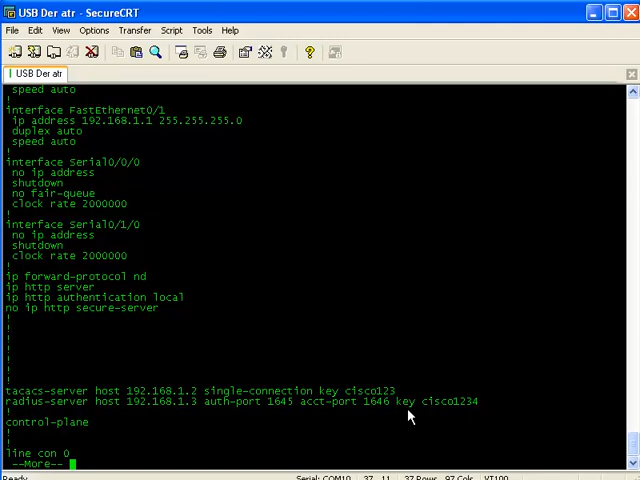 USB Der atr - SecureCRT
File Edit View Options Transfer Script Tools Help
USB Der atr
speed auto
!
interface FastEthernet0/1
ip address 192.168.1.1 255.255.255.0
duplex auto
speed auto
!
interface Serial0/0/0
no ip address
shutdown
no fair-queue
clock rate 2000000
!
interface Serial0/1/0
no ip address
shutdown
clock rate 2000000
!
ip forward-protocol nd
ip http server
ip http authentication local
no ip http secure-server
!
!
!
!
!
!
!
tacacs-server host 192.168.1.2 single-connection key cisco123
radius-server host 192.168.1.3 auth-port 1645 acct-port 1646 key cisco1234
!
control-plane
!
!
line con 0
--More--
Serial: COM10 37, 11 37 Rows, 97 Cols VT100